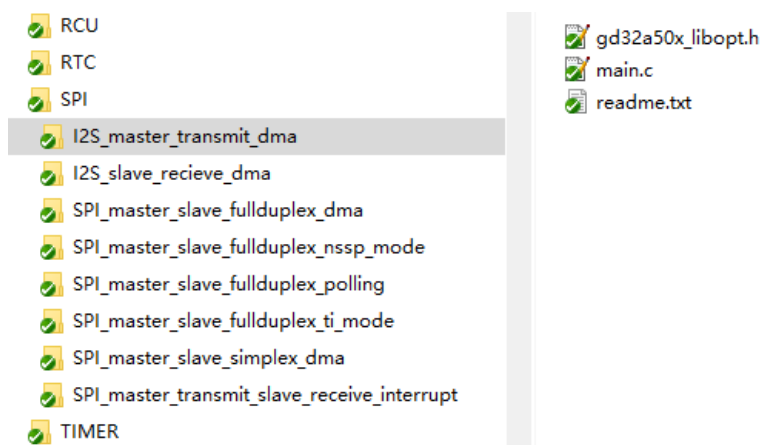 RCU
RTC
SPI
I2S_master_transmit_dma
I2S_slave_recieve_dma
SPI_master_slave_fullduplex_dma
SPI_master_slave_fullduplex_nssp_mode
SPI_master_slave_fullduplex_polling
SPI_master_slave_fullduplex_ti_mode
SPI_master_slave_simplex_dma
SPI_master_transmit_slave_receive_interrupt
TIMER
gd32a50x_libopt.h
main.c
readme.txt